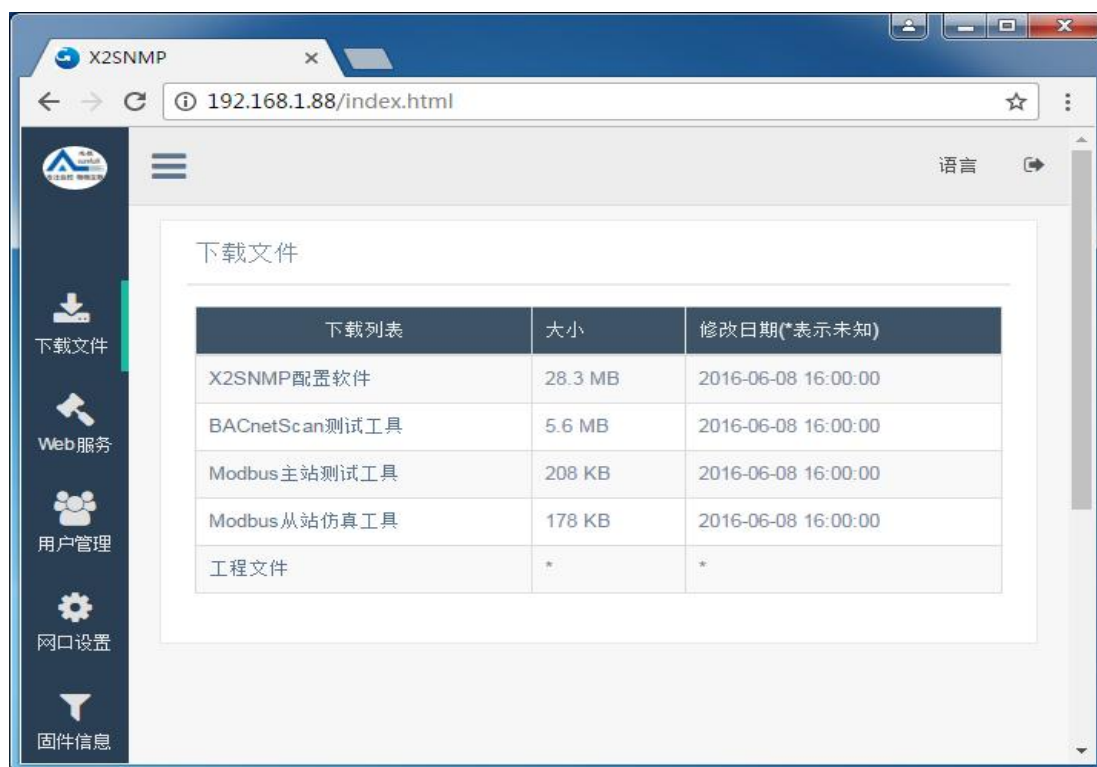 X2SNMP
192.168.1.88/index.html
语言
下载文件
下载文件
Web服务
用户管理
网口设置
固件信息
下载列表 大小 修改日期(*表示未知)
X2SNMP配置软件 28.3 MB 2016-06-08 16:00:00
BACnetScan测试工具 5.6 MB 2016-06-08 16:00:00
Modbus主站测试工具 208 KB 2016-06-08 16:00:00
Modbus从站仿真工具 178 KB 2016-06-08 16:00:00
工程文件 * *